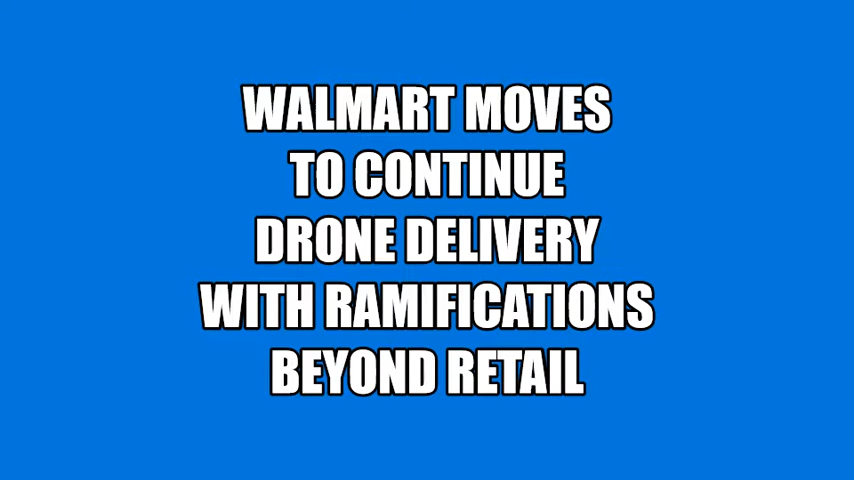 WALMART MOVES
TO CONTINUE
DRONE DELIVERY
WITH RAMIFICATIONS
BEYOND RETAIL